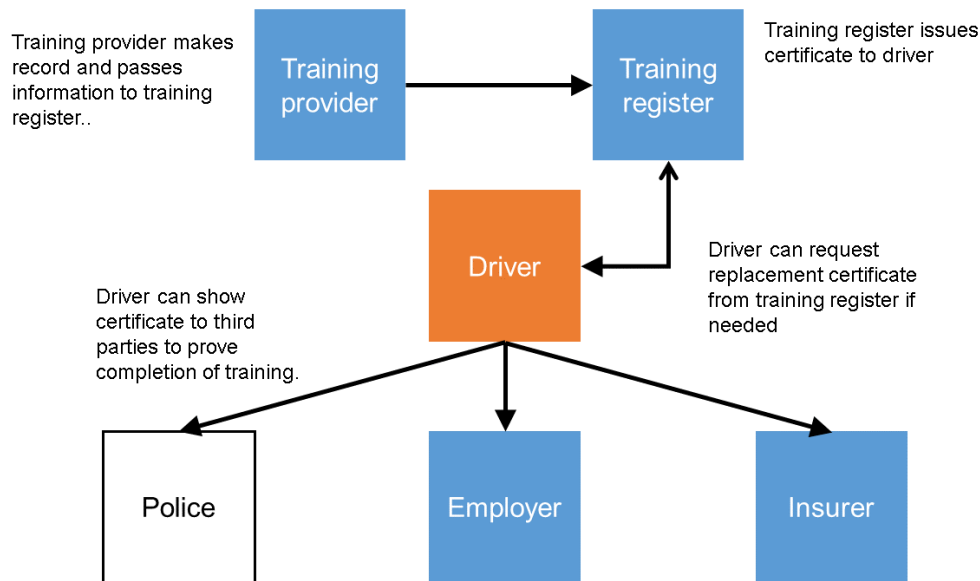 Training provider makes
record and passes
information to training
register..
Training
provider
Training
register
Training register issues
certificate to driver
Driver
Driver can request
replacement certificate
from training register if
needed
Driver can show
certificate to third
parties to prove
completion of training.
Police
Employer
Insurer